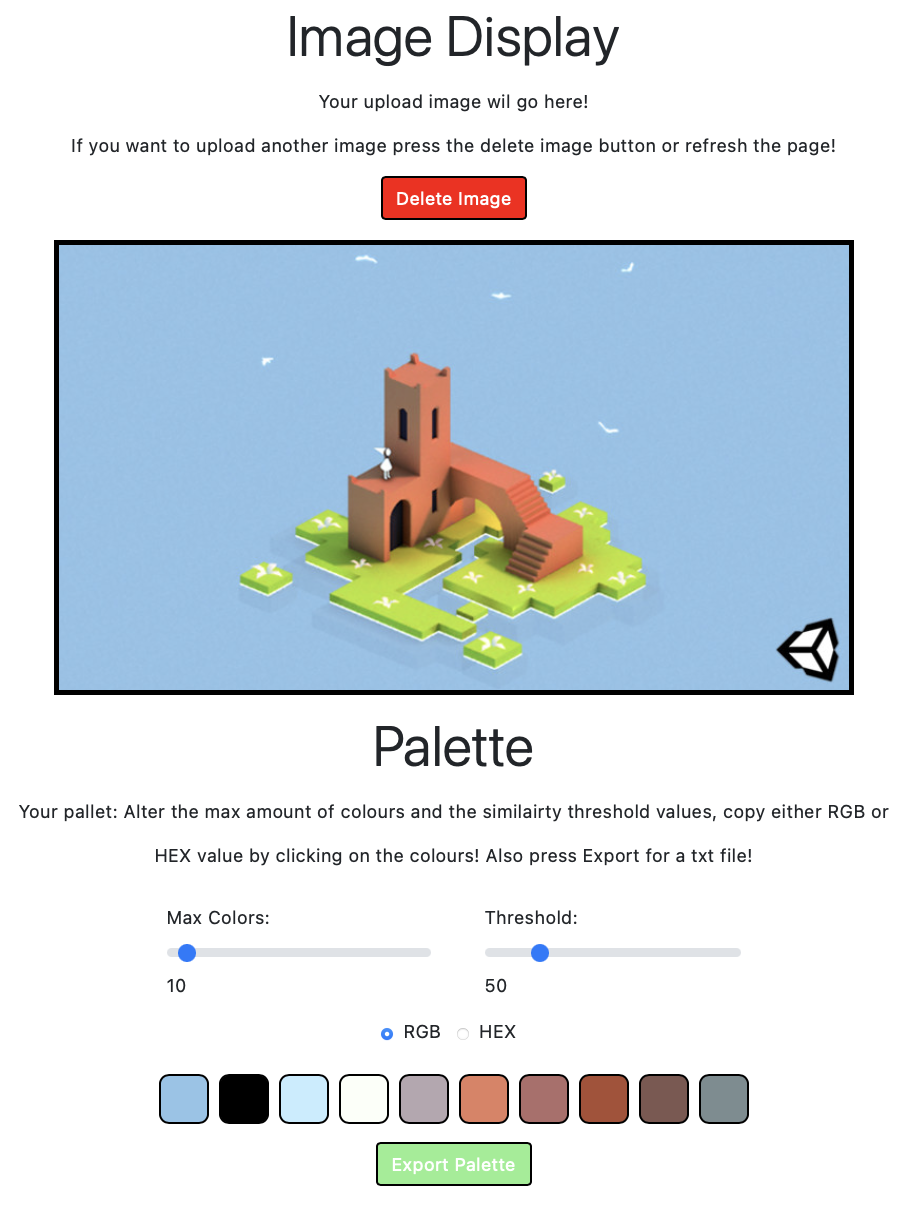 Image Display
Your upload image wil go here!
If you want to upload another image press the delete image button or refresh the page!
Delete Image
Palette
Your pallet: Alter the max amount of colours and the similairty threshold values, copy either RGB or
HEX value by clicking on the colours! Also press Export for a txt file!
Max Colors:
Threshold:
10
50
RGB
HEX
Export Palette